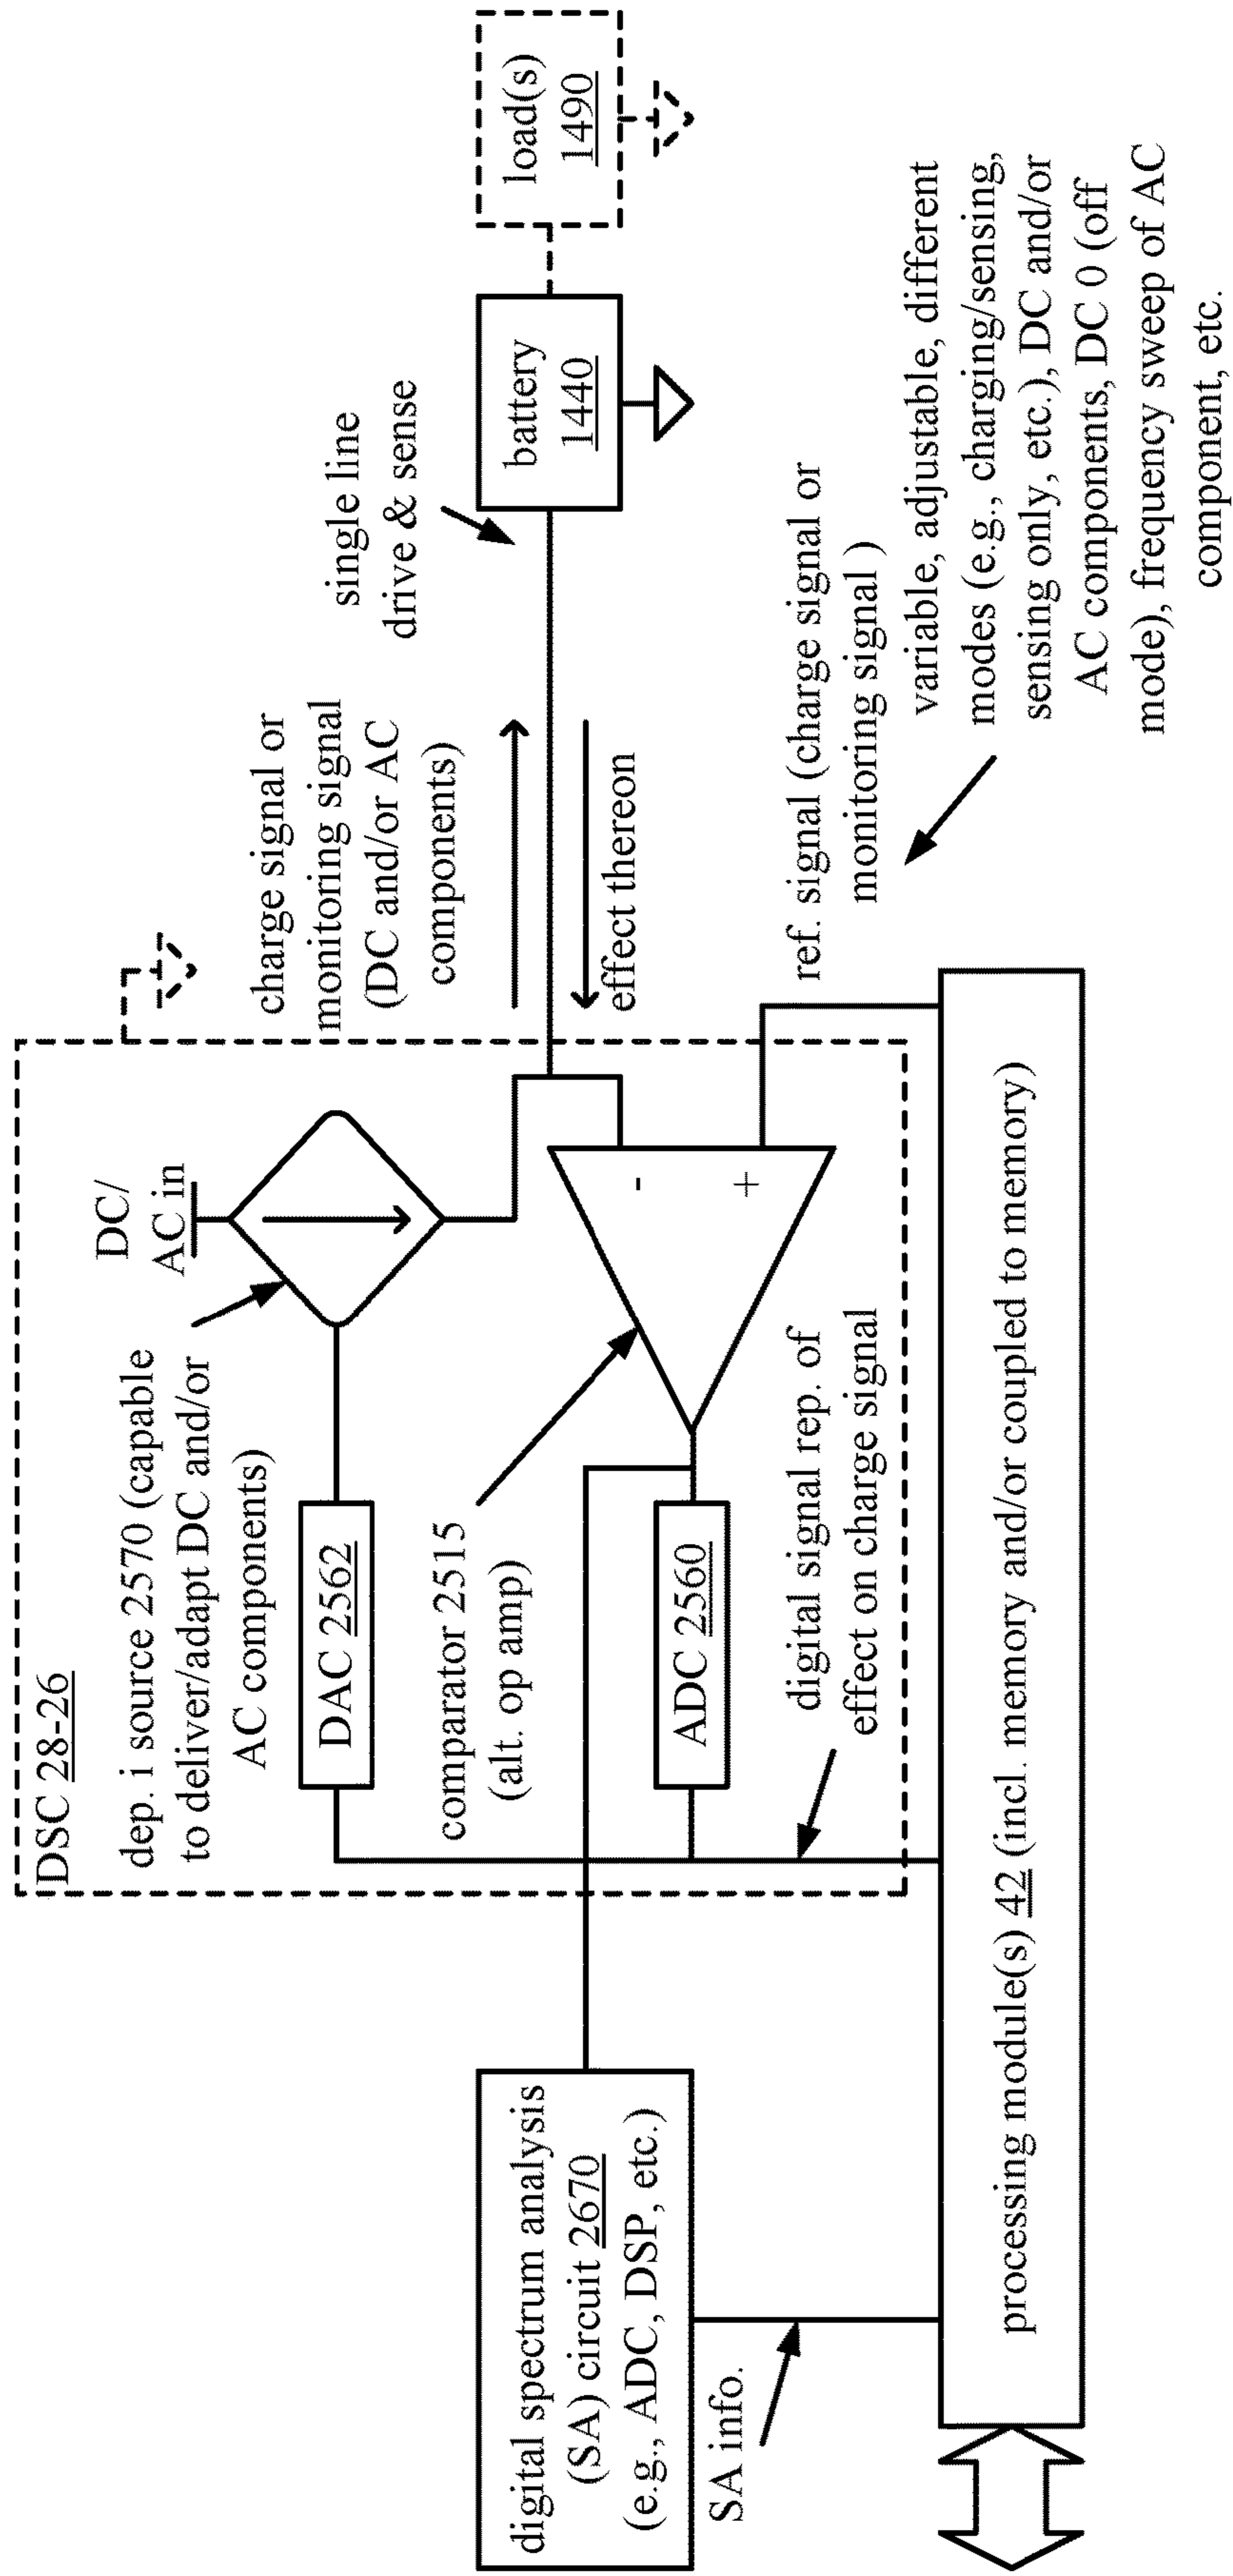 DSC 28-26
dep. i source 2570 (capable
to deliver/adapt DC and/or
AC components)
DC/
AC in
DAC 2562
comparator 2515
(alt. op amp)
-
+
ADC 2560
digital signal rep. of
effect on charge signal
charge signal or
monitoring signal
(DC and/or AC
components)
effect thereon
single line
drive & sense
battery
1440
load(s)
1490
ref. signal (charge signal or
monitoring signal )
variable, adjustable, different
modes (e.g., charging/sensing,
sensing only, etc.), DC and/or
AC components, DC 0 (off
mode), frequency sweep of AC
component, etc.
digital spectrum analysis
(SA) circuit 2670
(e.g., ADC, DSP, etc.)
SA info.
processing module(s) 42 (incl. memory and/or coupled to memory)